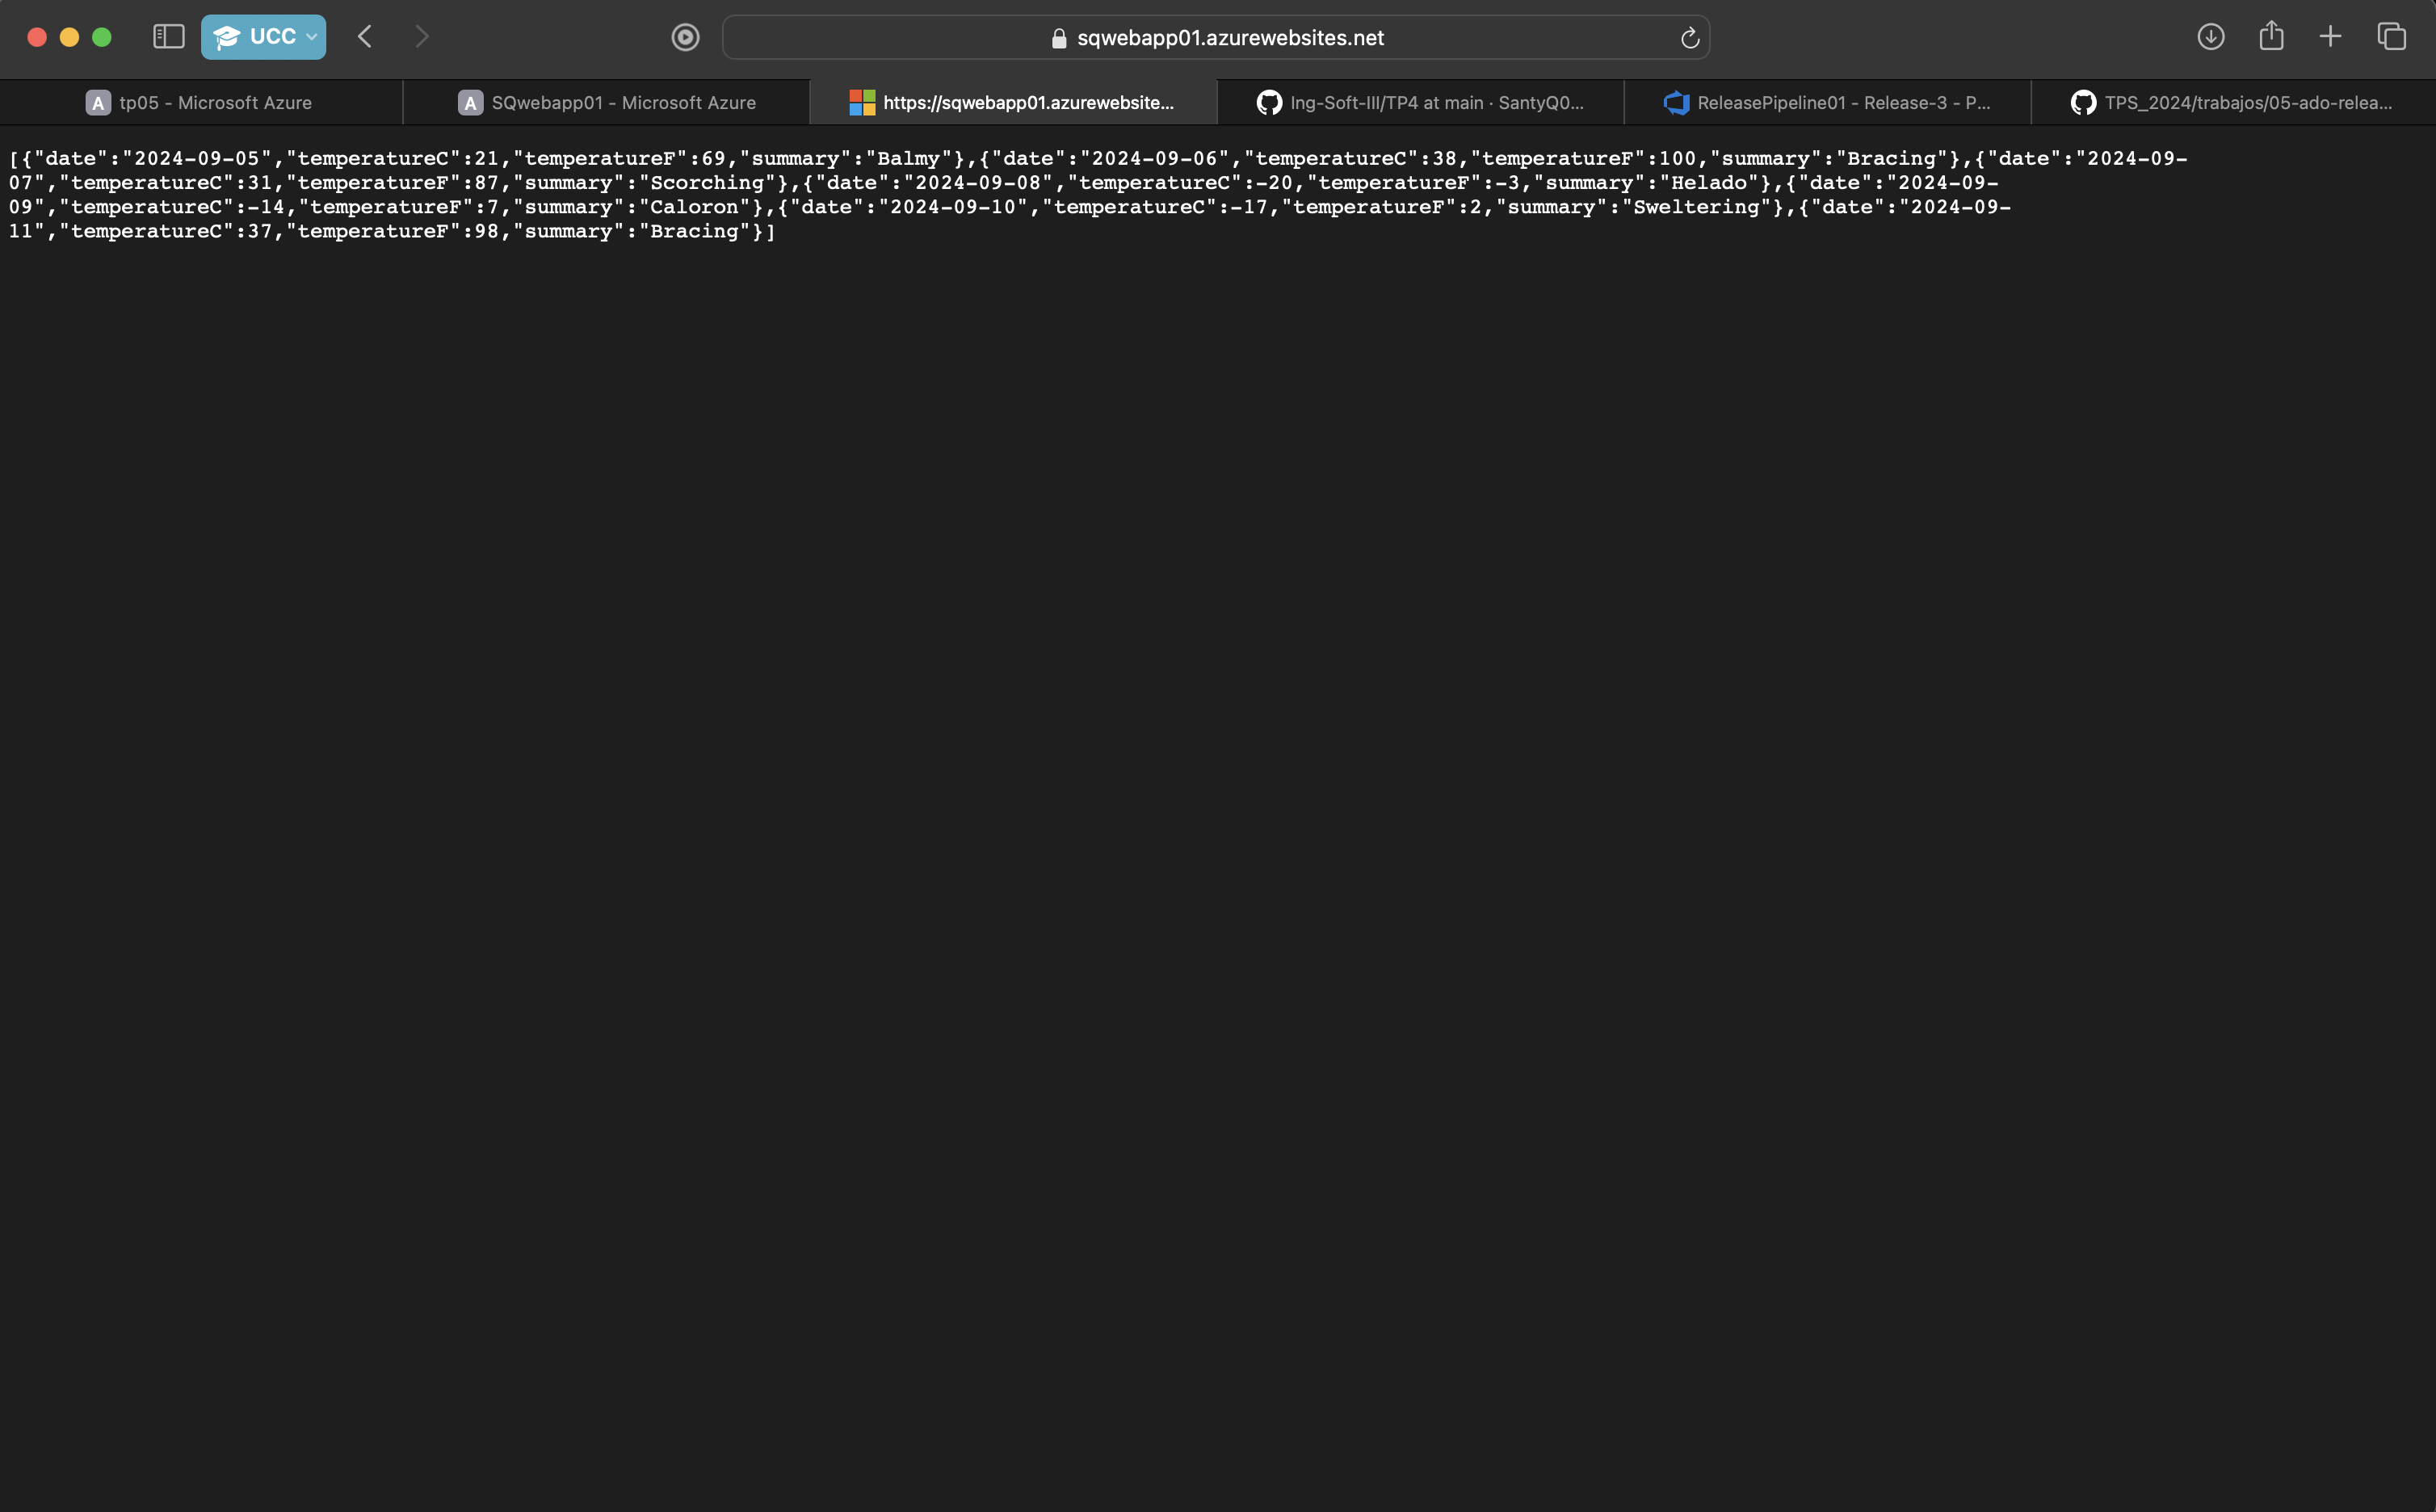 UCC
sqwebapp01.azurewebsites.net
A tp05 - Microsoft Azure
A SQwebapp01 - Microsoft Azure
https://sqwebapp01.azurewebsite...
Ing-Soft-III/TP4 at main · SantyQ0...
ReleasePipeline01 - Release-3 - P...
TPS_2024/trabajos/05-ado-relea...
[{"date":"2024-09-05","temperatureC":21,"temperatureF":69,"summary":"Balmy"},{"date":"2024-09-06","temperatureC":38,"temperatureF":100,"summary":"Bracing"},{"date":"2024-09-
07","temperatureC":31,"temperatureF":87,"summary":"Scorching"},{"date":"2024-09-08","temperatureC":-20,"temperatureF":-3,"summary":"Helado"},{"date":"2024-09-
09","temperatureC":-14,"temperatureF":7,"summary":"Caloron"},{"date":"2024-09-10","temperatureC":-17,"temperatureF":2,"summary":"Sweltering"},{"date":"2024-09-
11","temperatureC":37,"temperatureF":98,"summary":"Bracing"}]